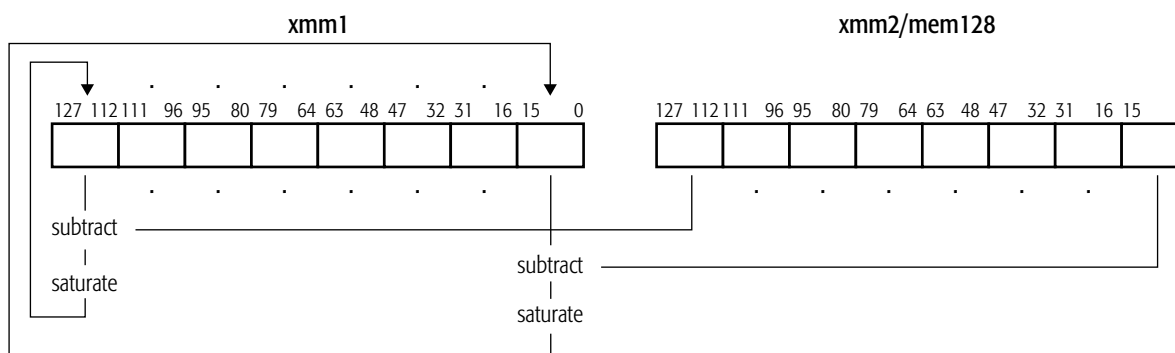 xmm1 xmm2/mem128
. . . . . .
127 112 111 96 95 80 79 64 63 48 47 32 31 16 15 0 127 112 111 96 95 80 79 64 63 48 47 32 31 16 15
. . . . . . . . . . . .
subtract
subtract
saturate
saturate